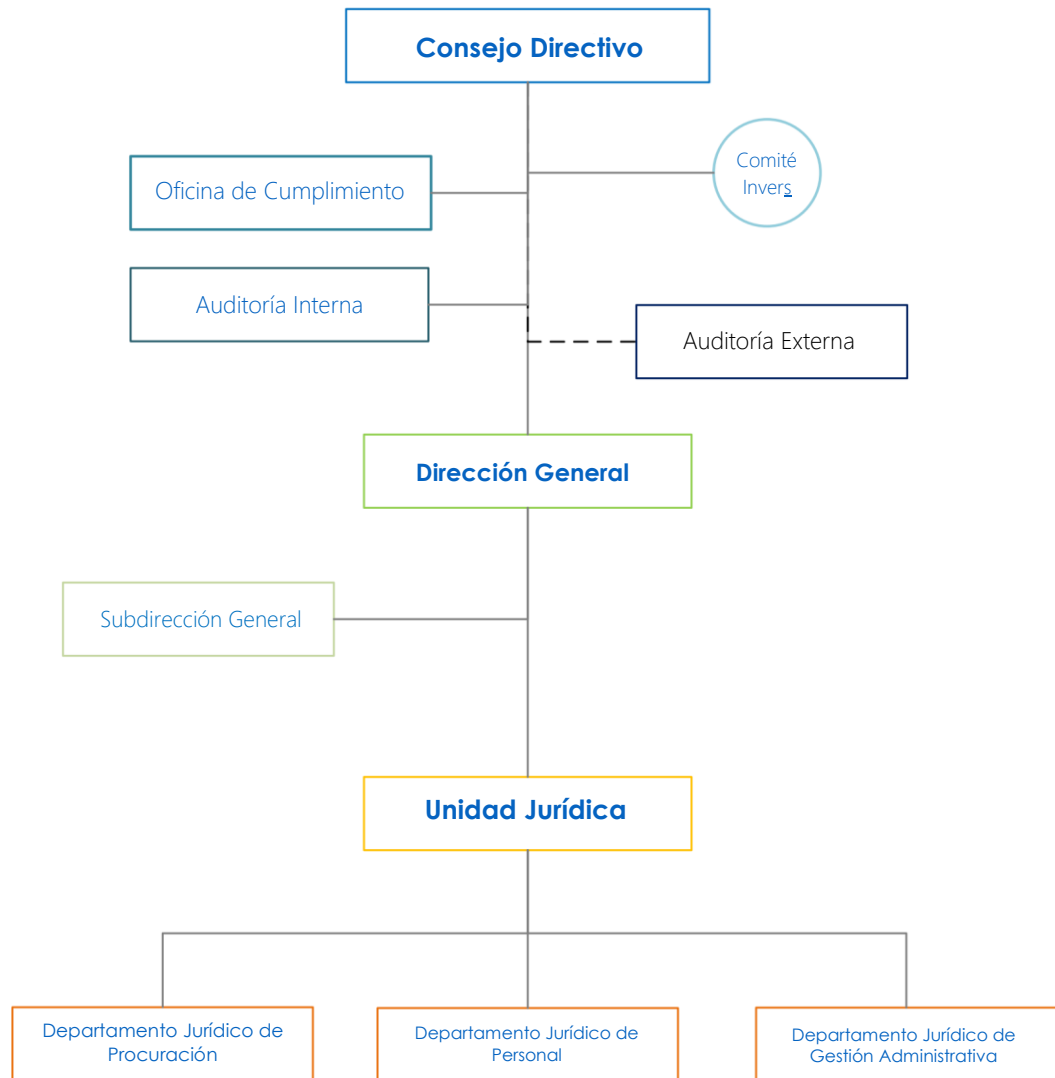 Consejo Directivo
Comité
Invers
Oficina de Cumplimiento
Auditoría Interna
Auditoría Externa
Dirección General
Subdirección General
Unidad Jurídica
Departamento Jurídico de
Procuración
Departamento Jurídico de
Personal
Departamento Jurídico de
Gestión Administrativa